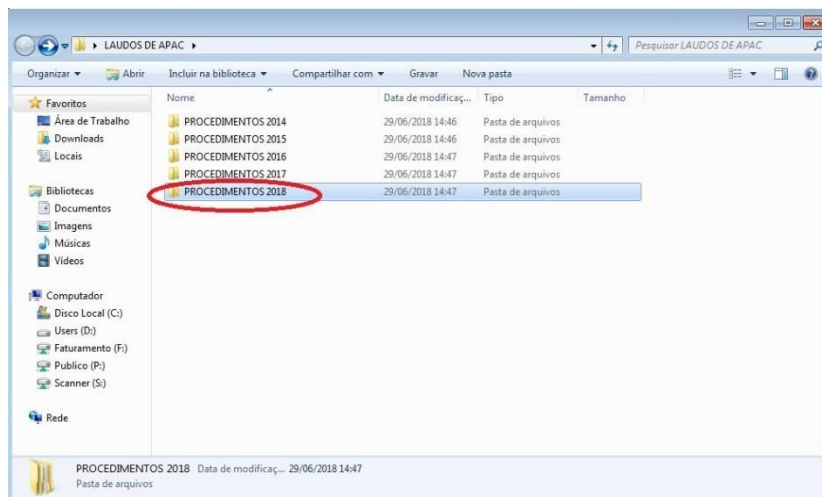 LAUDOS DE APAC
Pesquisar LAUDOS DE APAC
Organizar Abrir Incluir na biblioteca Compartilhar com Gravar Nova pasta
Favoritos
Área de Trabalho
Downloads
Locais
Bibliotecas
Documentos
Imagens
Músicas
Vídeos
Computador
Disco Local (C:)
Users (D:)
Faturamento (F:)
Publico (P:)
Scanner (S:)
Rede
Nome Data de modificaç... Tipo Tamanho
PROCEDIMENTOS 2014 29/06/2018 14:46 Pasta de arquivos
PROCEDIMENTOS 2015 29/06/2018 14:46 Pasta de arquivos
PROCEDIMENTOS 2016 29/06/2018 14:47 Pasta de arquivos
PROCEDIMENTOS 2017 29/06/2018 14:47 Pasta de arquivos
PROCEDIMENTOS 2018 29/06/2018 14:47 Pasta de arquivos
PROCEDIMENTOS 2018 Data de modificaç... 29/06/2018 14:47
Pasta de arquivos